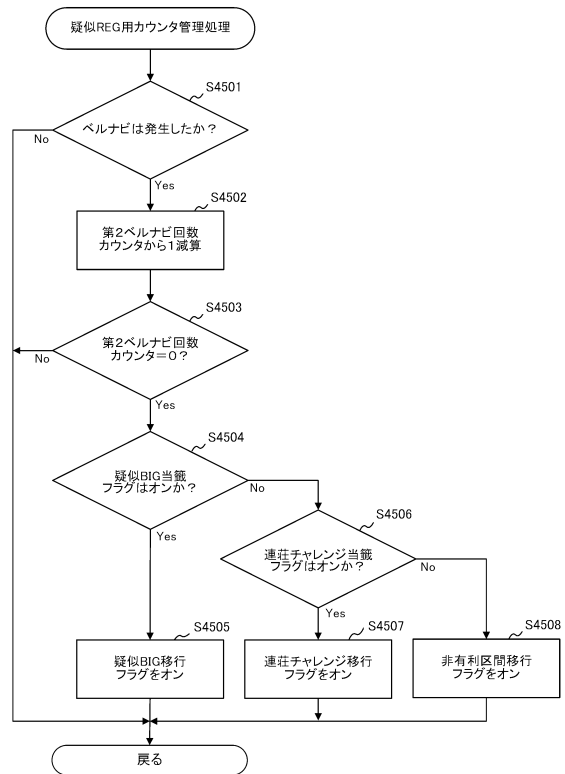 疑似REG用カウンタ管理処理
S4501
ベルナビは発生したか？
No
Yes
S4502
第2ベルナビ回数
カウンタから1減算
S4503
第2ベルナビ回数
カウンタ＝0？
No
Yes
S4504
疑似BIG当籤
フラグはオンか？
No
Yes
S4506
連荘チャレンジ当籤
フラグはオンか？
No
Yes
S4505
疑似BIG移行
フラグをオン
S4507
連荘チャレンジ移行
フラグをオン
S4508
非有利区間移行
フラグをオン
戻る